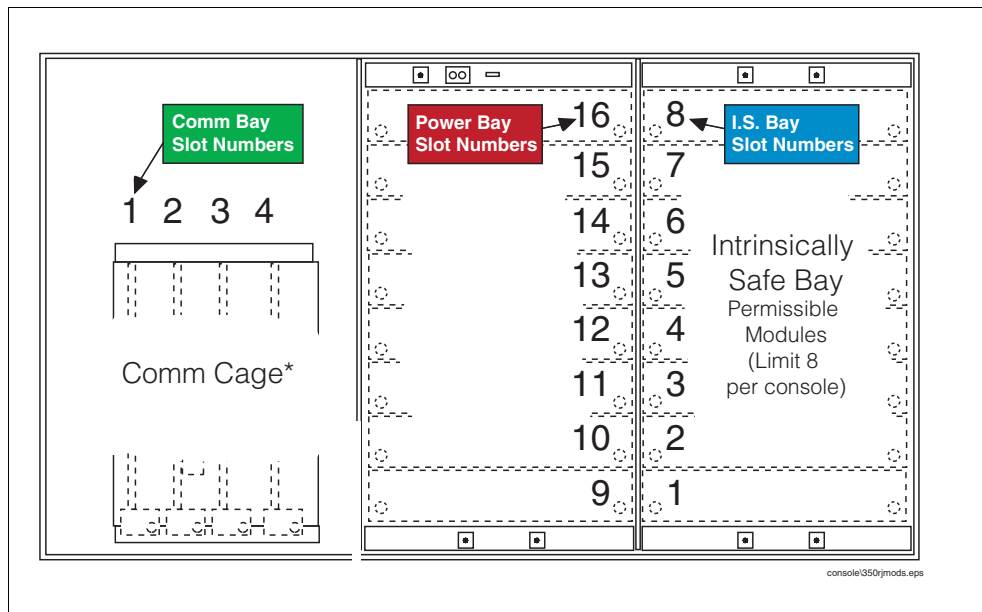 Comm Bay
Slot Numbers
Power Bay
Slot Numbers
I.S. Bay
Slot Numbers
1 2 3 4
Comm Cage*
16
15
14
13
12
11
10
9
8
7
6
5
4
3
2
1
Intrinsically
Safe Bay
Permissible
Modules
(Limit 8
per console)
console\350rjmods.eps